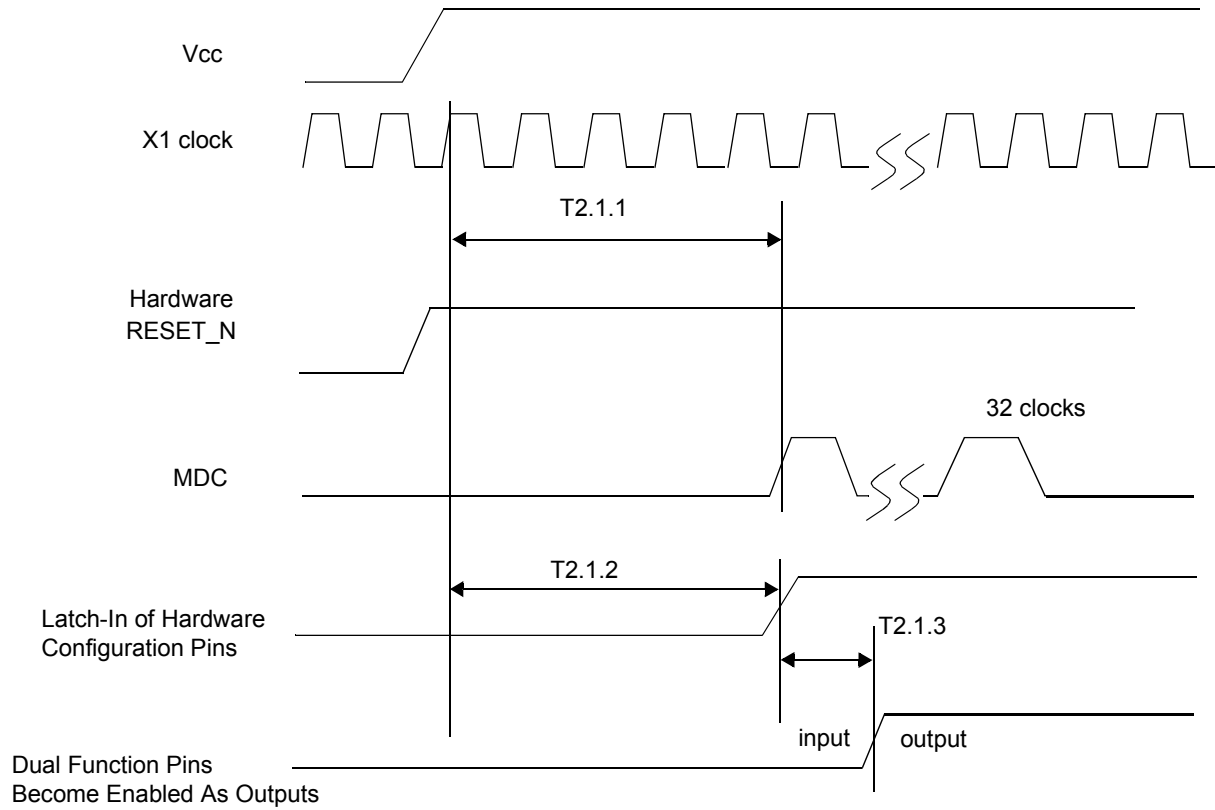 Vcc
X1 clock
T2.1.1
Hardware
RESET_N
32 clocks
MDC
T2.1.2
Latch-In of Hardware
Configuration Pins
T2.1.3
input
output
Dual Function Pins
Become Enabled As Outputs